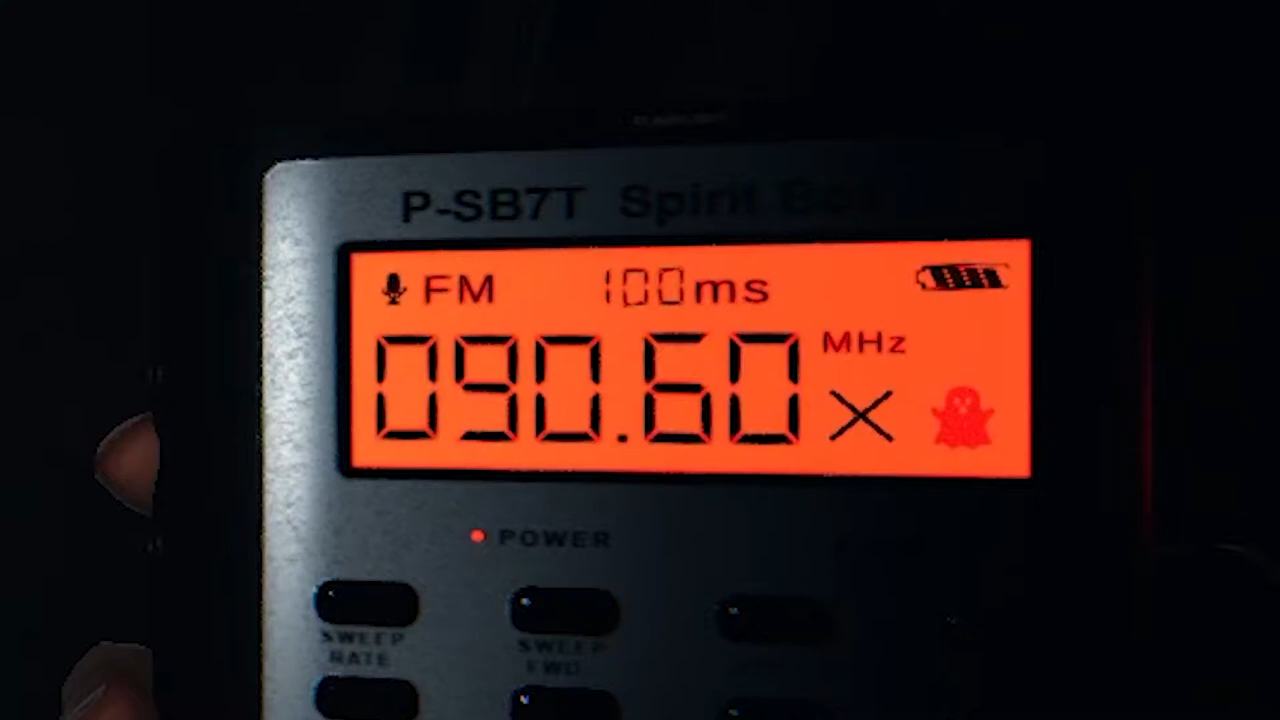 P-SB7T Spirit Box
FM 100ms
090.60 MHz
POWER
SWEEP RATE
SWEEP FWD